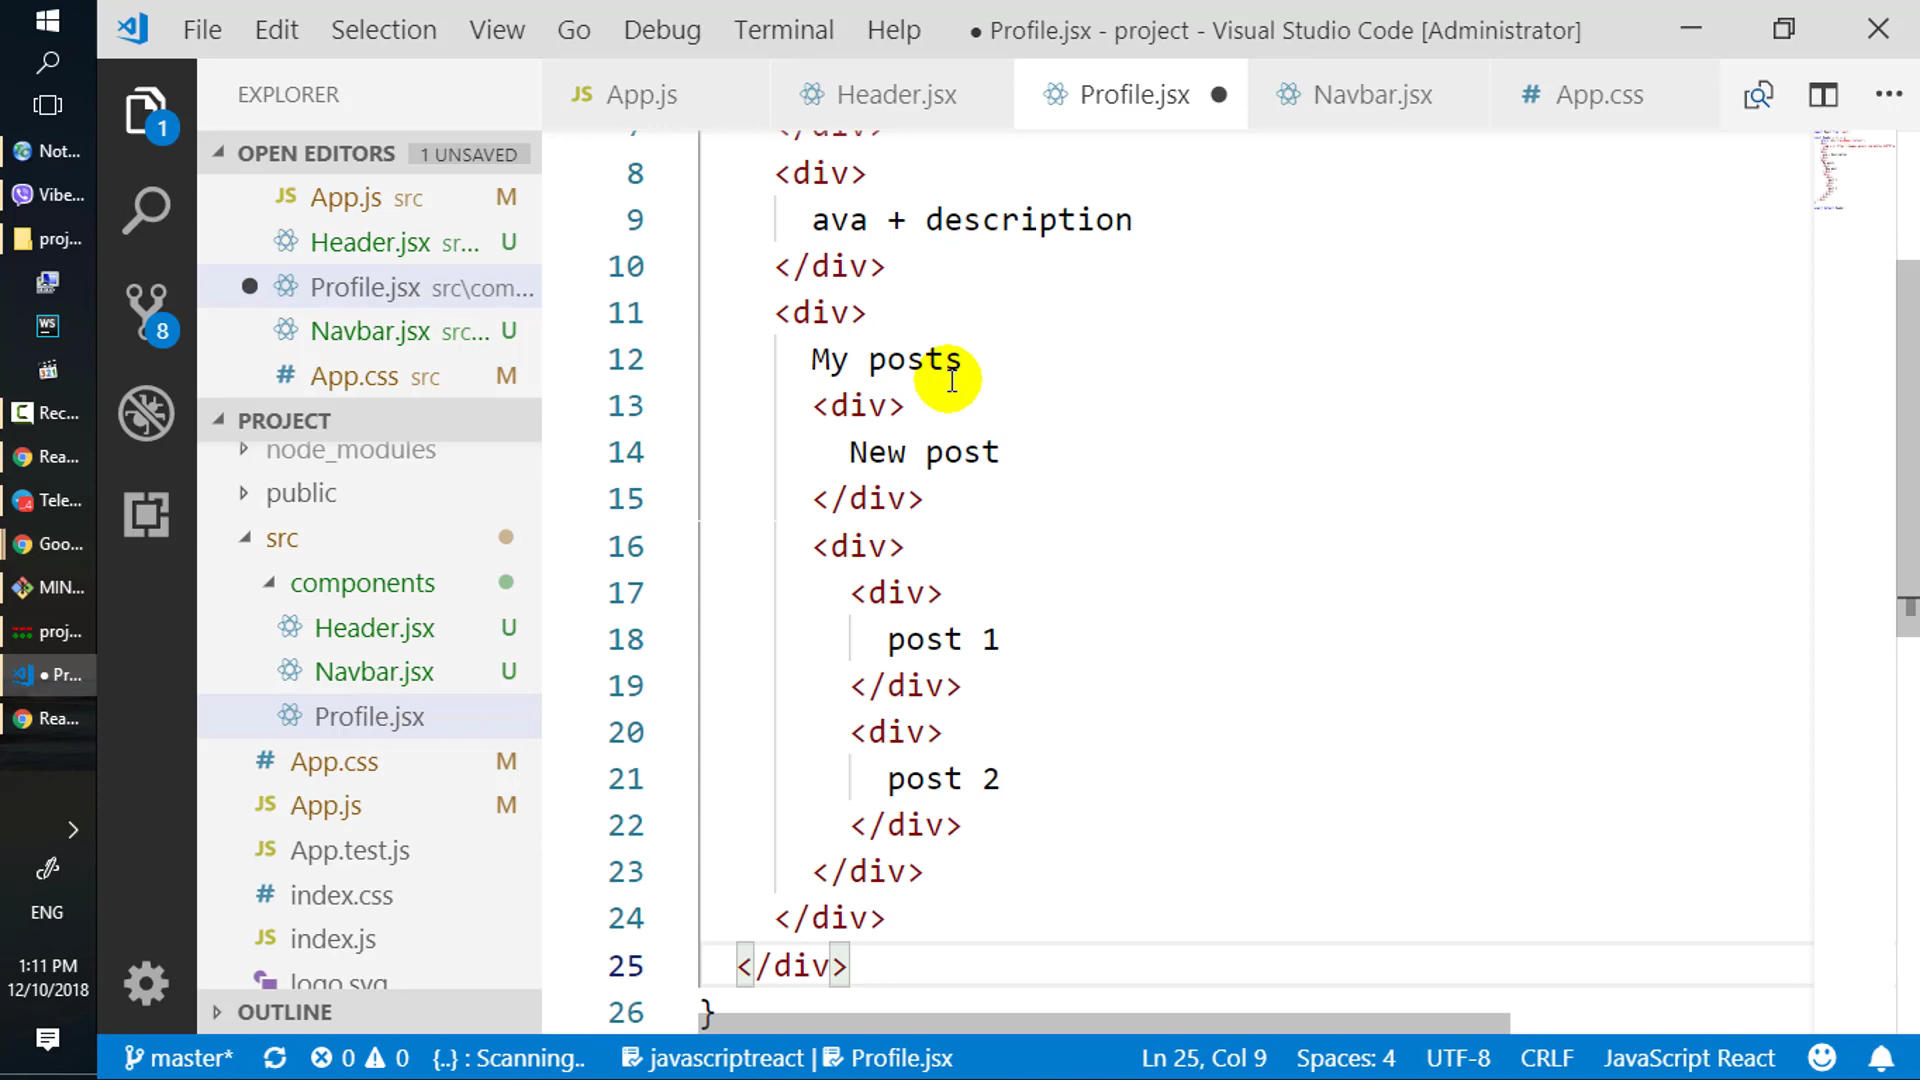 File Edit Selection View Go Debug Terminal Help ● Profile.jsx - project - Visual Studio Code [Administrator]
EXPLORER
JS App.js Header.jsx Profile.jsx ● Navbar.jsx # App.css
OPEN EDITORS 1 UNSAVED
JS App.js src M
Header.jsx sr... U
Profile.jsx src\com...
Navbar.jsx src... U
# App.css src M
PROJECT
node_modules
public
src
components
Header.jsx U
Navbar.jsx U
Profile.jsx
# App.css M
JS App.js M
JS App.test.js
# index.css
JS index.js
logo.svg
OUTLINE
1
8
7 </div>
8 <div>
9 ava + description
10 </div>
11 <div>
12 My posts
13 <div>
14 New post
15 </div>
16 <div>
17 <div>
18 post 1
19 </div>
20 <div>
21 post 2
22 </div>
23 </div>
24 </div>
25 </div>
26 }
Not...
Vibe...
proj...
WS
Rec...
Rea...
Tele...
Goo...
MIN...
proj...
● Pr...
Rea...
ENG
1:11 PM
12/10/2018
master* 0 0 {..} : Scanning.. javascriptreact | Profile.jsx Ln 25, Col 9 Spaces: 4 UTF-8 CRLF JavaScript React